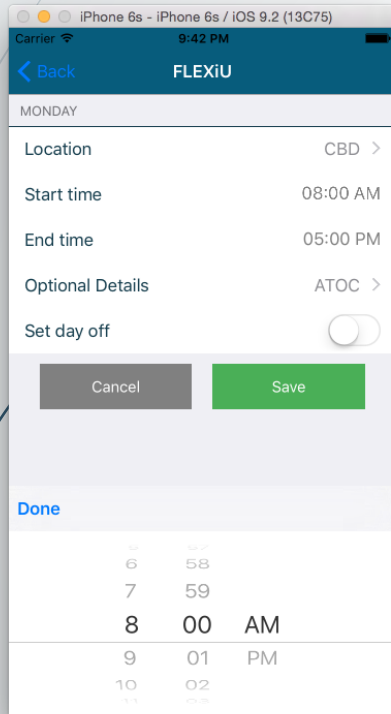 iPhone 6s - iPhone 6s / iOS 9.2 (13C75)
Carrier 9:42 PM
Back FLEXiU
MONDAY
Location CBD
Start time 08:00 AM
End time 05:00 PM
Optional Details ATOC
Set day off
Cancel Save
Done
6 58
7 59
8 00 AM
9 01 PM
10 02